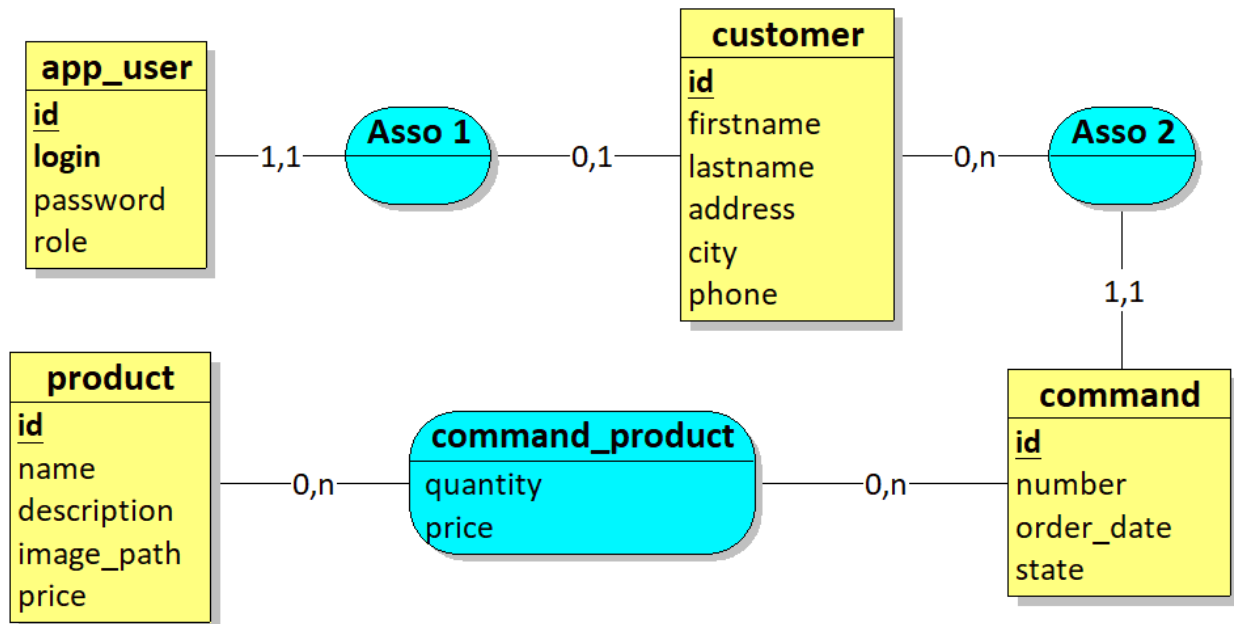 app_user
id
login
password
role
1,1
Asso 1
0,1
customer
id
firstname
lastname
address
city
phone
0,n
Asso 2
1,1
product
id
name
description
image_path
price
0,n
command_product
quantity
price
0,n
command
id
number
order_date
state